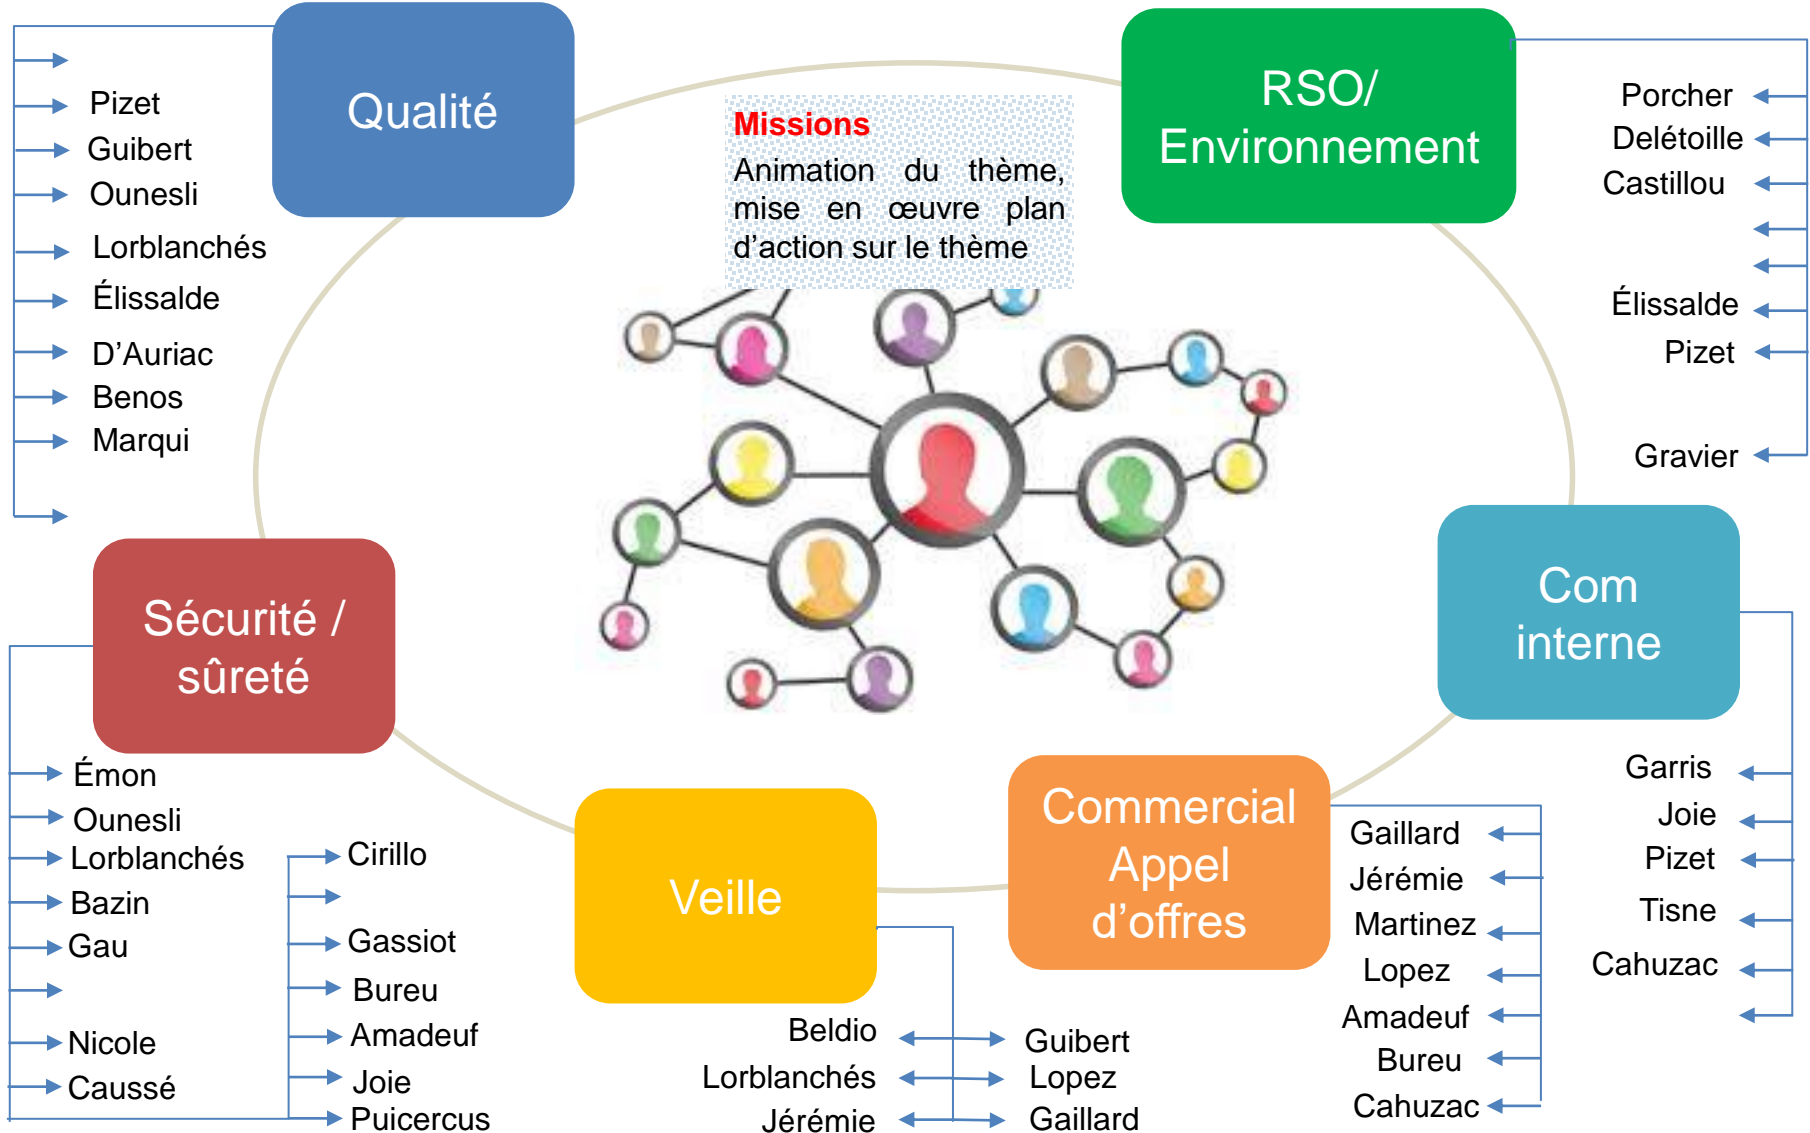 Qualité
Pizet
Guibert
Ounesli
Lorblanchés
Élissalde
D’Auriac
Benos
Marqui
Missions
Animation du thème,
mise en œuvre plan
d’action sur le thème
RSO/
Environnement
Porcher
Delétoille
Castillou
Élissalde
Pizet
Gravier
Sécurité /
sûreté
Émon
Ounesli
Lorblanchés
Bazin
Gau
Nicole
Caussé
Cirillo
Gassiot
Bureu
Amadeuf
Joie
Puicercus
Veille
Beldio
Lorblanchés
Jérémie
Guibert
Lopez
Gaillard
Commercial
Appel
d’offres
Gaillard
Jérémie
Martinez
Lopez
Amadeuf
Bureu
Cahuzac
Com
interne
Garris
Joie
Pizet
Tisne
Cahuzac